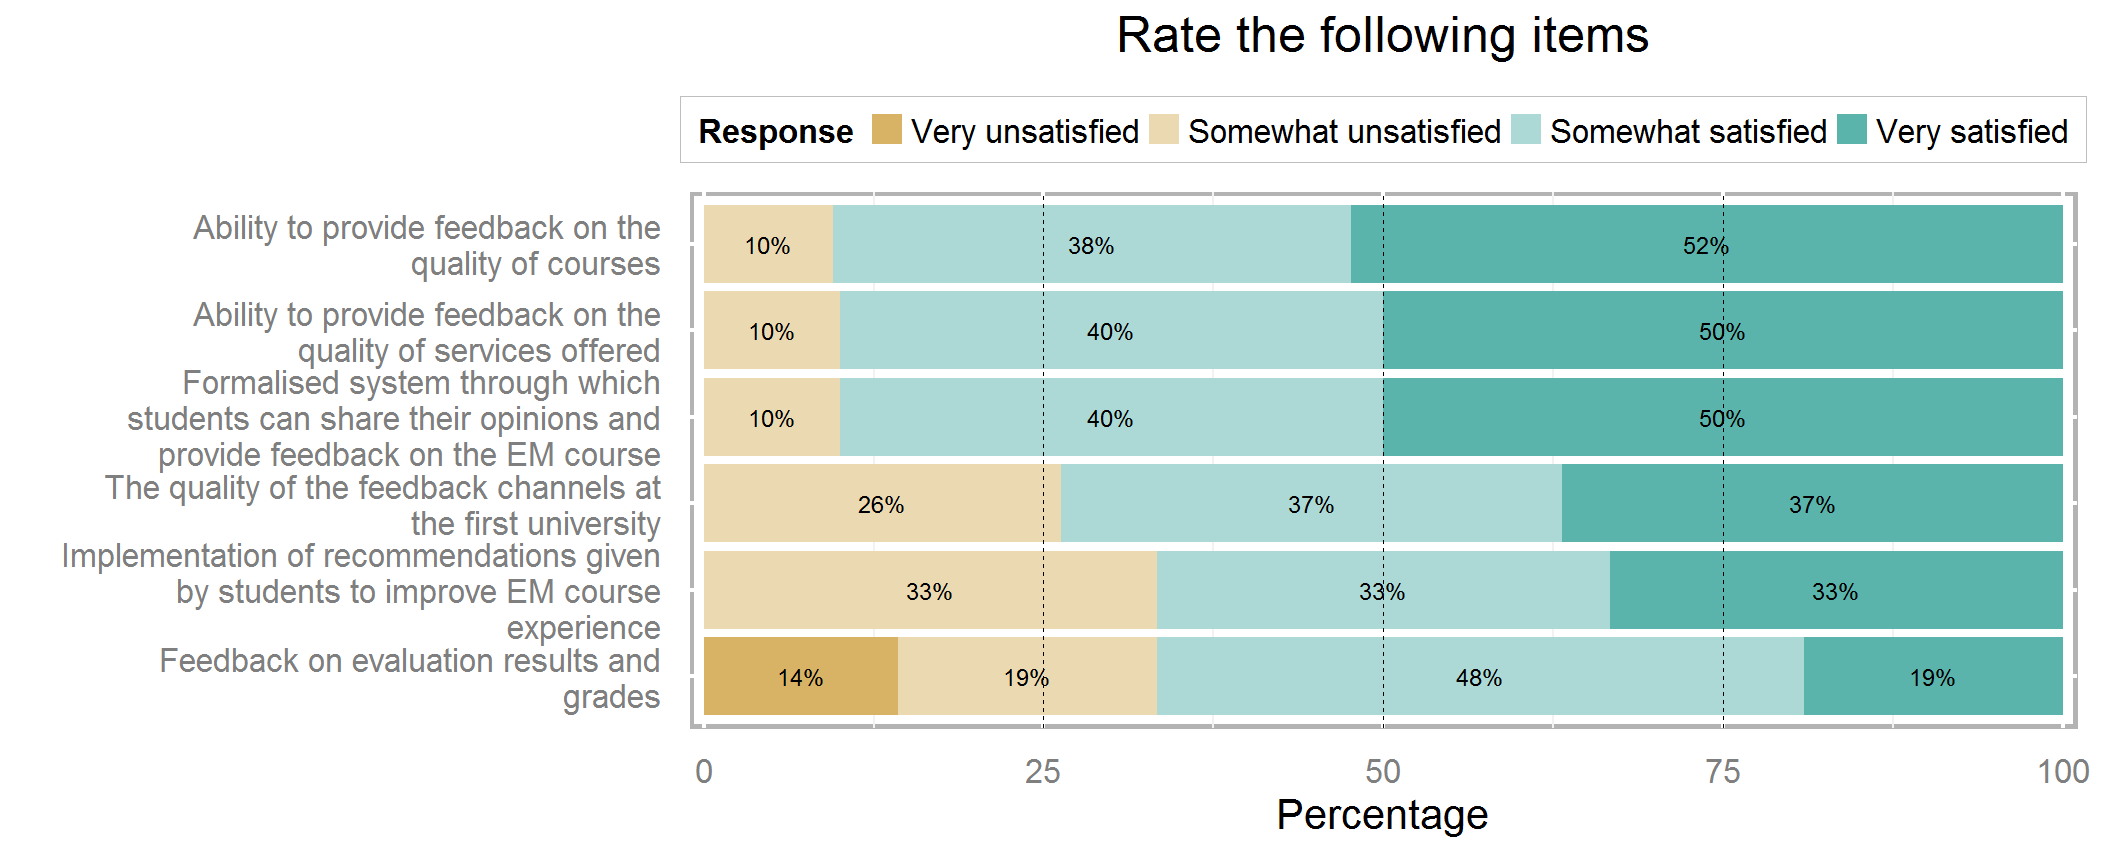 Rate the following items
Response Very unsatisfied Somewhat unsatisfied Somewhat satisfied Very satisfied
Ability to provide feedback on the
quality of courses
10% 38% 52%
Ability to provide feedback on the
quality of services offered
10% 40% 50%
Formalised system through which
students can share their opinions and
provide feedback on the EM course
10% 40% 50%
The quality of the feedback channels at
the first university
26% 37% 37%
Implementation of recommendations given
by students to improve EM course
experience
33% 33% 33%
Feedback on evaluation results and
grades
14% 19% 48% 19%
0 25 50 75 100
Percentage